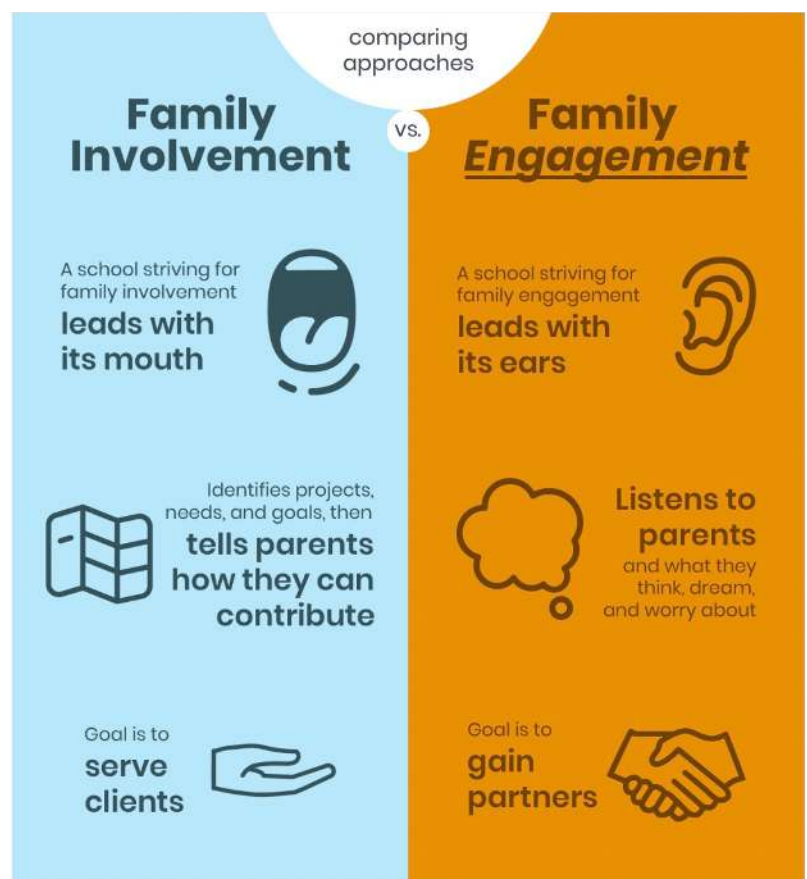 comparing
approaches
vs.
Family
Involvement
A school striving for
family involvement
leads with
its mouth
Identifies projects,
needs, and goals, then
tells parents
how they can
contribute
Goal is to
serve
clients
Family
Engagement
A school striving for
family engagement
leads with
its ears
Listens to
parents
and what they
think, dream,
and worry about
Goal is to
gain
partners